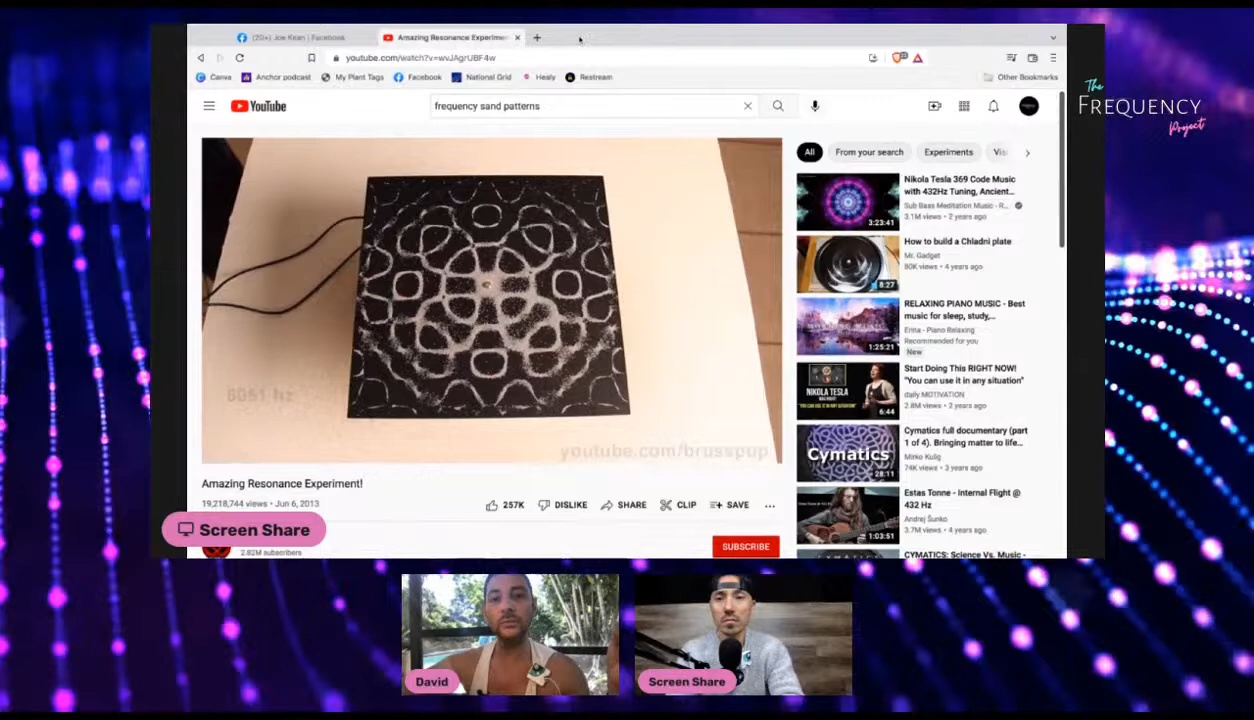 (20+) Joe Kean | Facebook
Amazing Resonance Experimen
youtube.com/watch?v=wvJAgrUBF4w
Canva
Anchor podcast
My Plant Tags
Facebook
National Grid
Healy
Restream
Other Bookmarks
YouTube
frequency sand patterns
The
FREQUENCY
Project
All
From your search
Experiments
Vis
Nikola Tesla 369 Code Music
with 432Hz Tuning, Ancient...
Sub Bass Meditation Music - R...
3.1M views • 2 years ago
3:23:41
How to build a Chladni plate
Mr. Gadget
80K views • 4 years ago
8:27
RELAXING PIANO MUSIC - Best
music for sleep, study,...
Erina - Piano Relaxing
Recommended for you
New
1:25:21
Start Doing This RIGHT NOW!
"You can use it in any situation"
daily MOTIVATION
2.8M views • 2 years ago
NIKOLA
TESLA
6:44
Cymatics full documentary (part
1 of 4). Bringing matter to life...
Mirko Kulig
74K views • 3 years ago
Cymatics
28:11
Estas Tonne - Internal Flight @
432 Hz
Andrej Šunko
3.7M views • 4 years ago
1:03:51
CYMATICS: Science Vs. Music -
youtube.com/brusspup
Amazing Resonance Experiment!
19,218,744 views • Jun 6, 2013
257K
DISLIKE
SHARE
CLIP
SAVE
Screen Share
2.82M subscribers
SUBSCRIBE
David
Screen Share